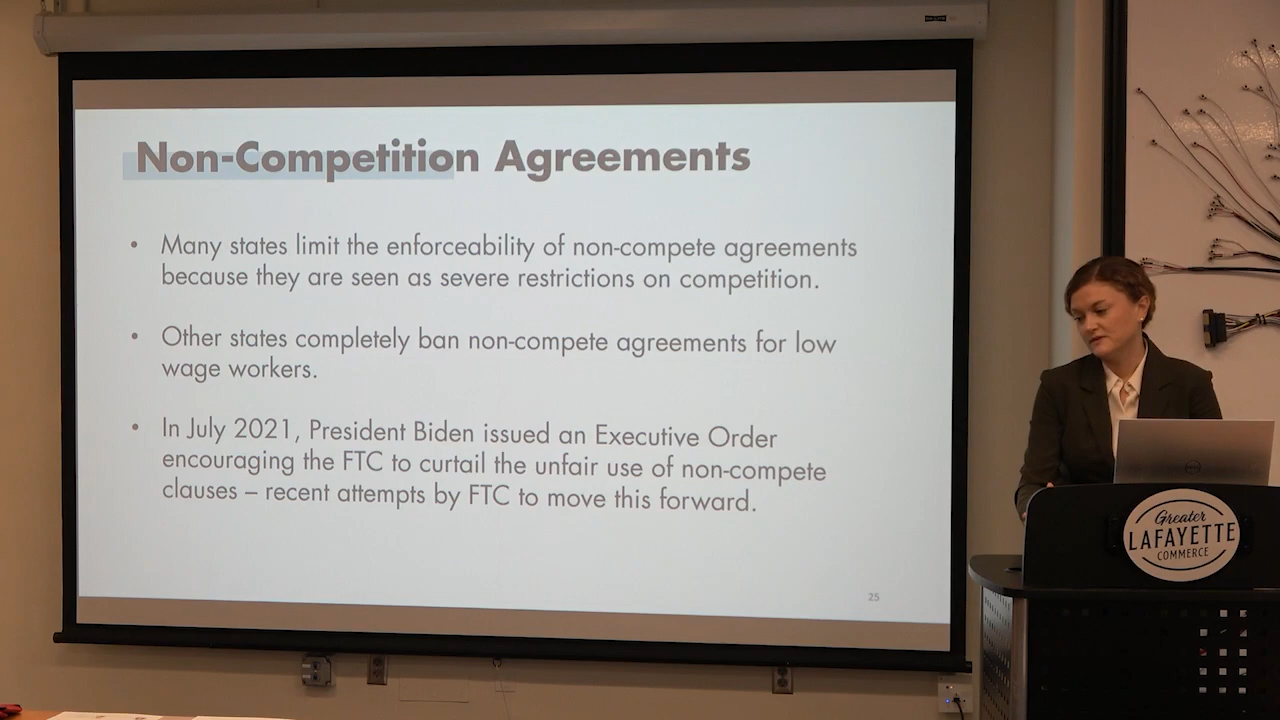 Non-Competition Agreements
• Many states limit the enforceability of non-compete agreements
because they are seen as severe restrictions on competition.
• Other states completely ban non-compete agreements for low
wage workers.
• In July 2021, President Biden issued an Executive Order
encouraging the FTC to curtail the unfair use of non-compete
clauses – recent attempts by FTC to move this forward.
25
Greater
LAFAYETTE
COMMERCE